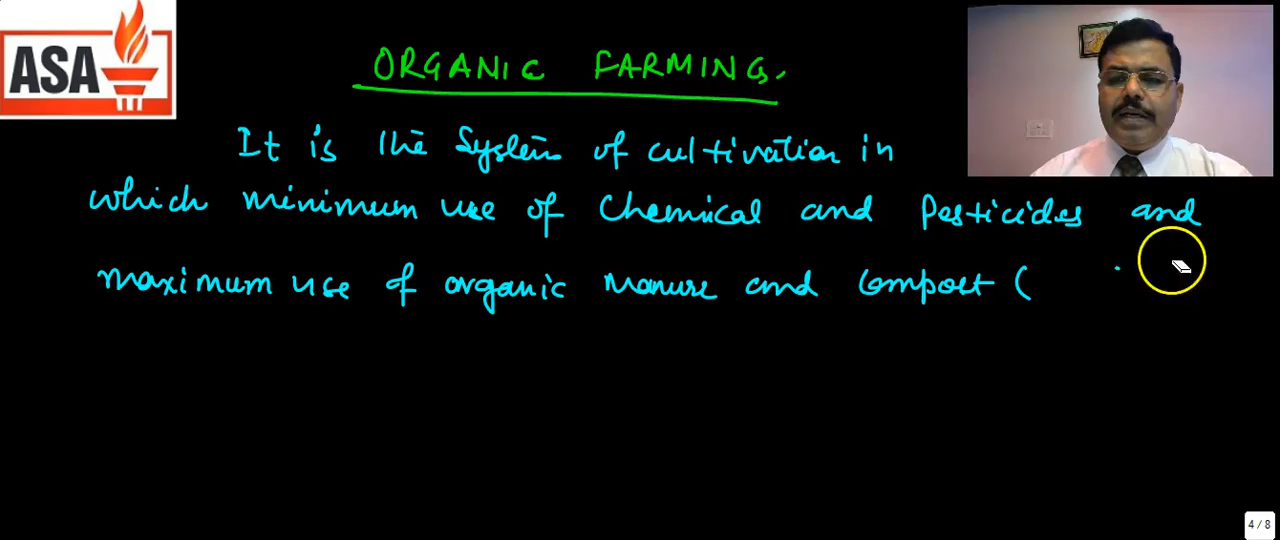 ASA
ORGANIC FARMING.
It is the System of cultivation in
which minimum use of Chemical and Pesticides and
maximum use of organic manure and compost (
4 / 8